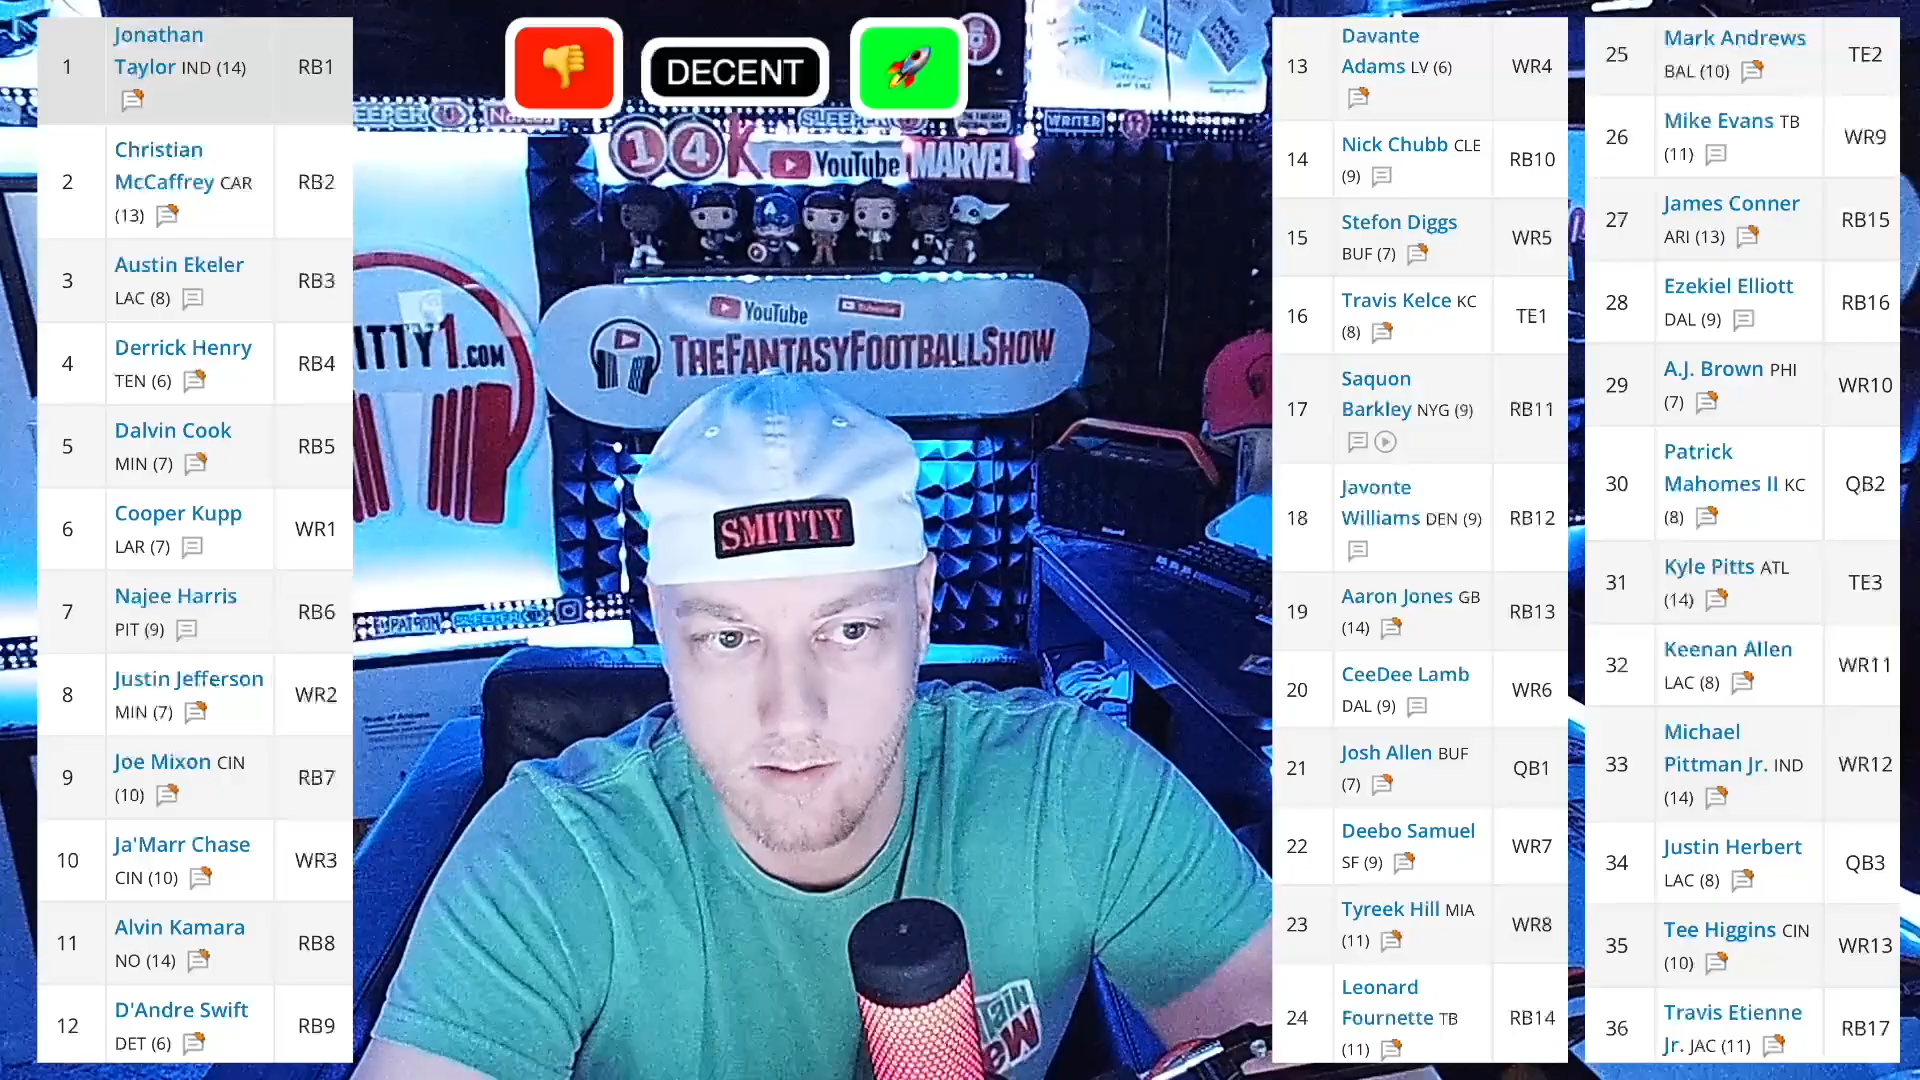 1
Jonathan
Taylor IND (14)
RB1
2
Christian
McCaffrey CAR
(13)
RB2
3
Austin Ekeler
LAC (8)
RB3
4
Derrick Henry
TEN (6)
RB4
5
Dalvin Cook
MIN (7)
RB5
6
Cooper Kupp
LAR (7)
WR1
7
Najee Harris
PIT (9)
RB6
8
Justin Jefferson
MIN (7)
WR2
9
Joe Mixon CIN
(10)
RB7
10
Ja'Marr Chase
CIN (10)
WR3
11
Alvin Kamara
NO (14)
RB8
12
D'Andre Swift
DET (6)
RB9
DECENT
SLEEPER
WRITER
14K
YouTube
MARVEL
YouTube
THEFANTASYFOOTBALLSHOW
ITTY1.COM
SMITTY
PATRON
SLEEPER
13
Davante
Adams LV (6)
WR4
14
Nick Chubb CLE
(9)
RB10
15
Stefon Diggs
BUF (7)
WR5
16
Travis Kelce KC
(8)
TE1
17
Saquon
Barkley NYG (9)
RB11
18
Javonte
Williams DEN (9)
RB12
19
Aaron Jones GB
(14)
RB13
20
CeeDee Lamb
DAL (9)
WR6
21
Josh Allen BUF
(7)
QB1
22
Deebo Samuel
SF (9)
WR7
23
Tyreek Hill MIA
(11)
WR8
24
Leonard
Fournette TB
(11)
RB14
25
Mark Andrews
BAL (10)
TE2
26
Mike Evans TB
(11)
WR9
27
James Conner
ARI (13)
RB15
28
Ezekiel Elliott
DAL (9)
RB16
29
A.J. Brown PHI
(7)
WR10
30
Patrick
Mahomes II KC
(8)
QB2
31
Kyle Pitts ATL
(14)
TE3
32
Keenan Allen
LAC (8)
WR11
33
Michael
Pittman Jr. IND
(14)
WR12
34
Justin Herbert
LAC (8)
QB3
35
Tee Higgins CIN
(10)
WR13
36
Travis Etienne
Jr. JAC (11)
RB17